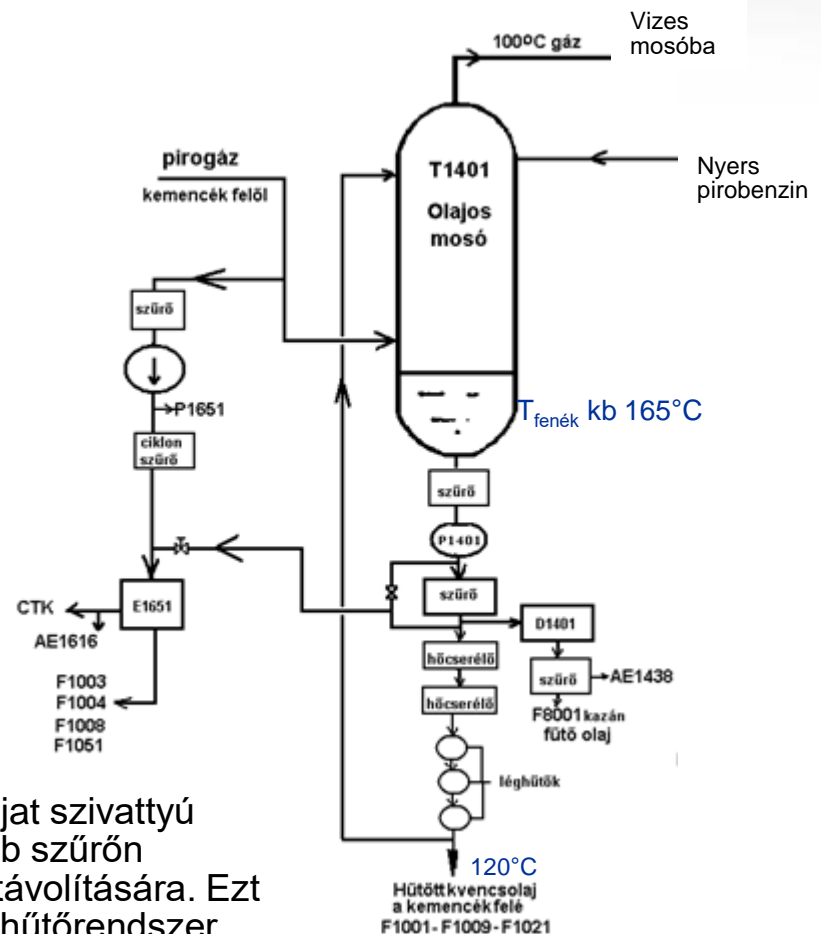 Vizes
mosóba
100ºC gáz
pirogáz
kemencék felől
T1401
Olajos
mosó
Nyers
pirobenzin
szűrő
P1651
ciklon
szűrő
T fenék kb 165°C
szűrő
P1401
szűrő
CTK
E1651
AE1616
D1401
hőcserélő
szűrő
AE1438
F1003
F1004
F1008
F1051
hőcserélő
F8001 kazán
fűtő olaj
léghűtők
jat szivattyú
b szűrőn
távolítására. Ezt
hűtőrendszer
120°C
Hűtött kvencsolaj
a kemencék felé
F1001- F1009 - F1021